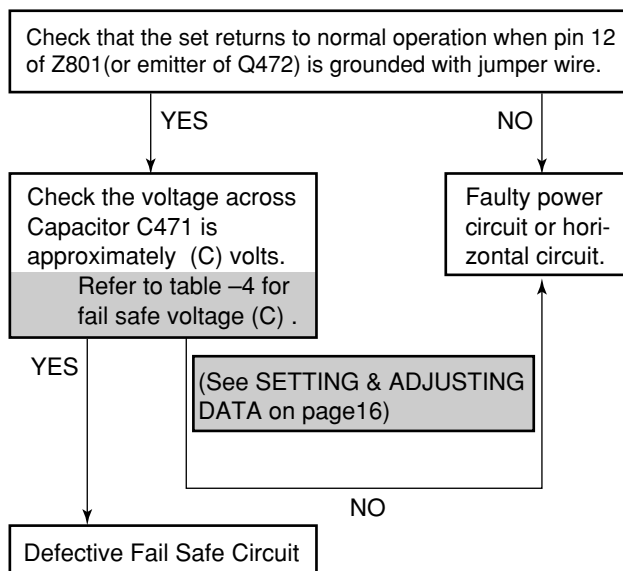 Check that the set returns to normal operation when pin 12
of Z801(or emitter of Q472) is grounded with jumper wire.
YES
NO
Check the voltage across
Capacitor C471 is
approximately (C) volts.
Refer to table –4 for
fail safe voltage (C) .
Faulty power
circuit or hori-
zontal circuit.
YES
(See SETTING & ADJUSTING
DATA on page16)
NO
Defective Fail Safe Circuit